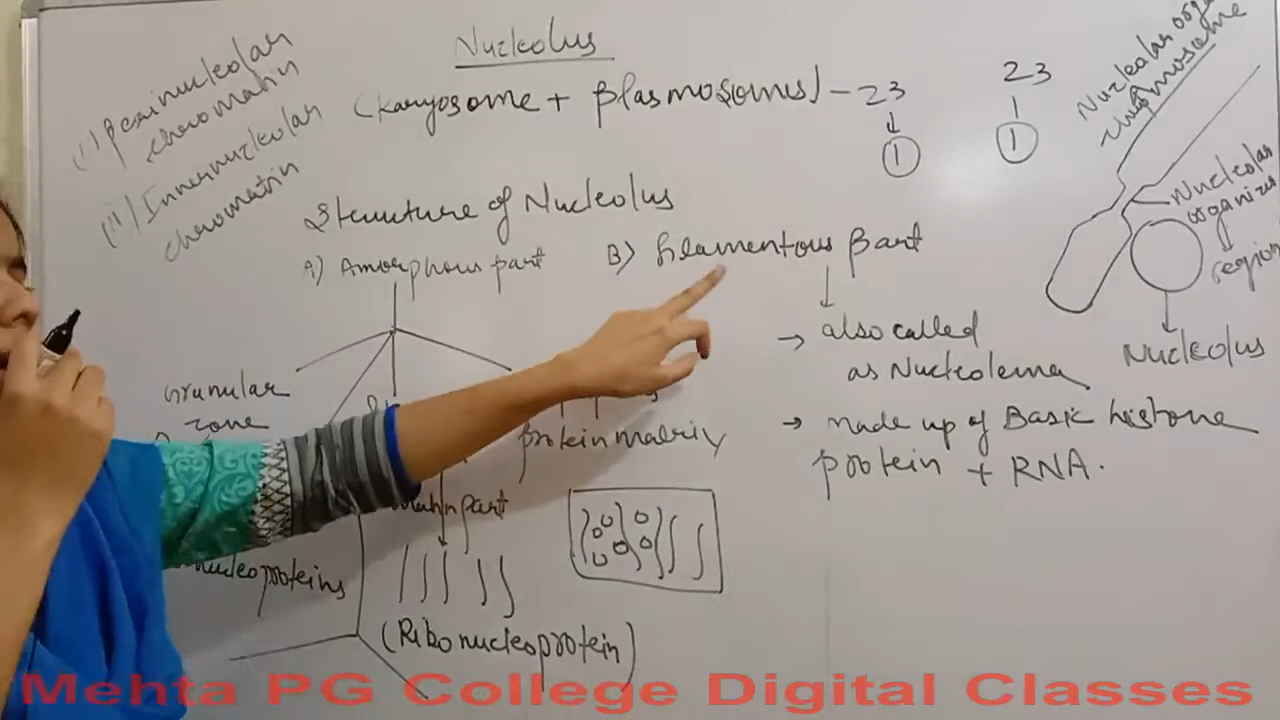 Nucleolus
(Karyosome + plasmosomes) - 23
1
23
1
(i) Perinucleolar
chromatin
(ii) Innernucleolar
chromatin
Nucleolar
chromosome
Structure of Nucleolus
A) Amorphous part
B) filamentous part
Granular
zone
protein matrix
nucleoproteins
part
(Ribonucleoprotein)
→ also called
as Nucleolema
→ made up of Basic histone
protein + RNA.
Nucleolar
organizer
region
Nucleolus
Mehta PG College Digital Classes